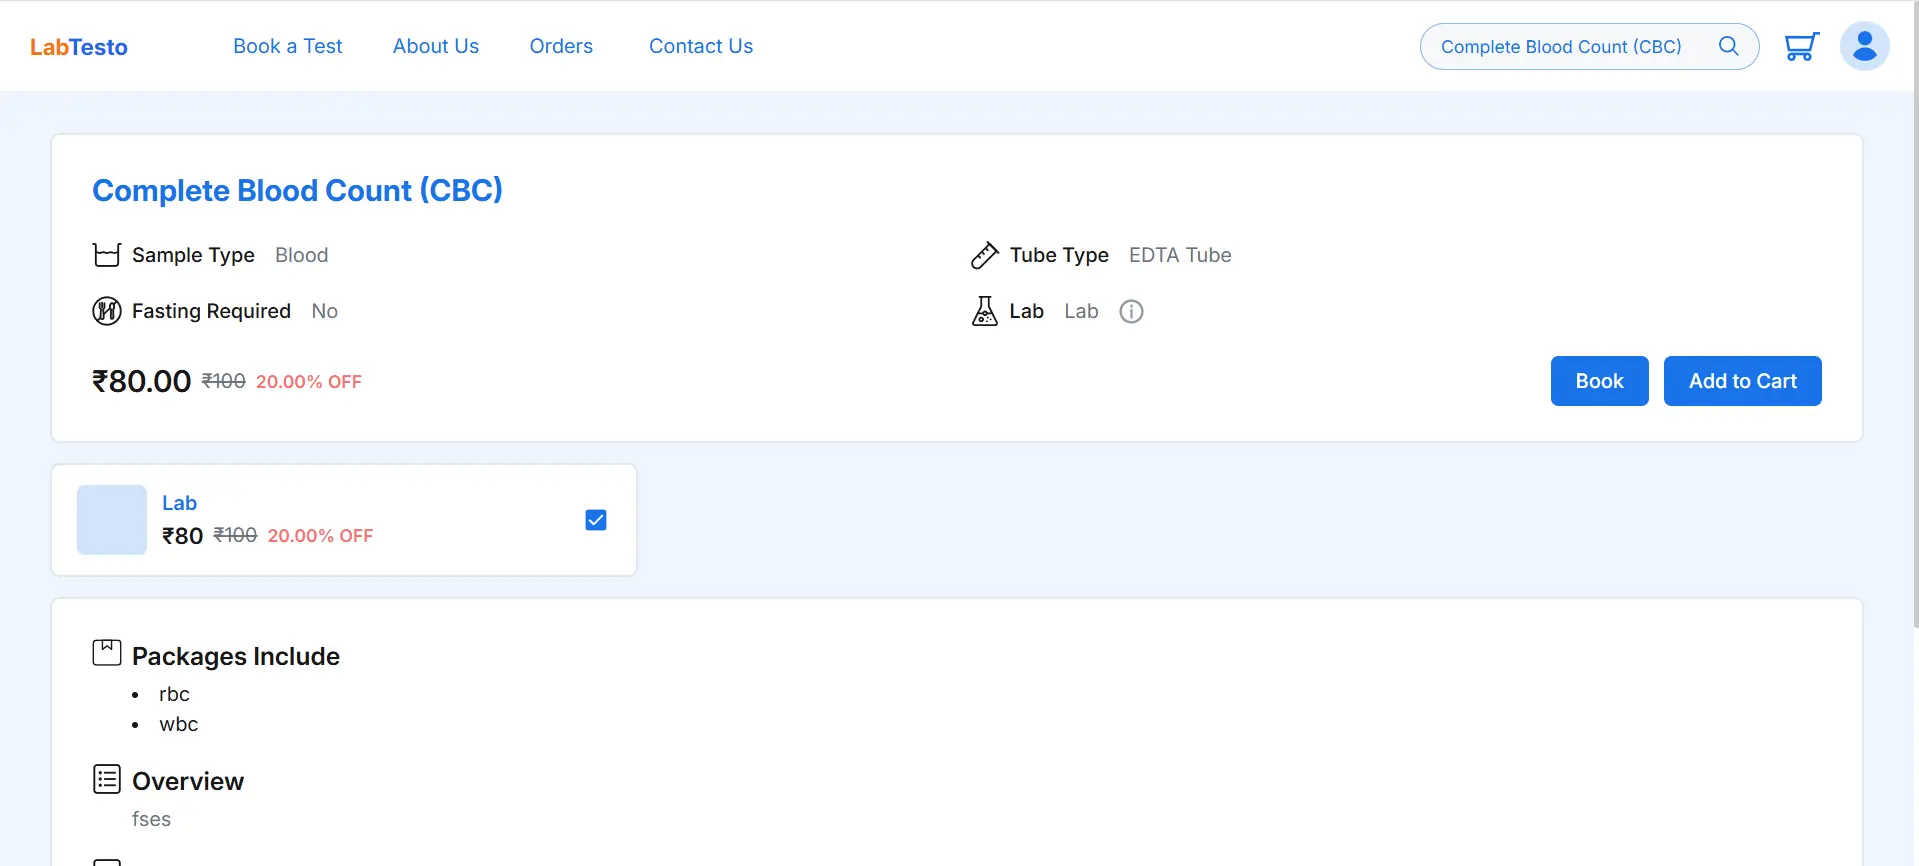 LabTesto
Book a Test
About Us
Orders
Contact Us
Complete Blood Count (CBC)
Complete Blood Count (CBC)
Sample Type Blood
Tube Type EDTA Tube
Fasting Required No
Lab Lab
₹80.00 ₹100 20.00% OFF
Book
Add to Cart
Lab
₹80 ₹100 20.00% OFF
Packages Include
• rbc
• wbc
Overview
fses